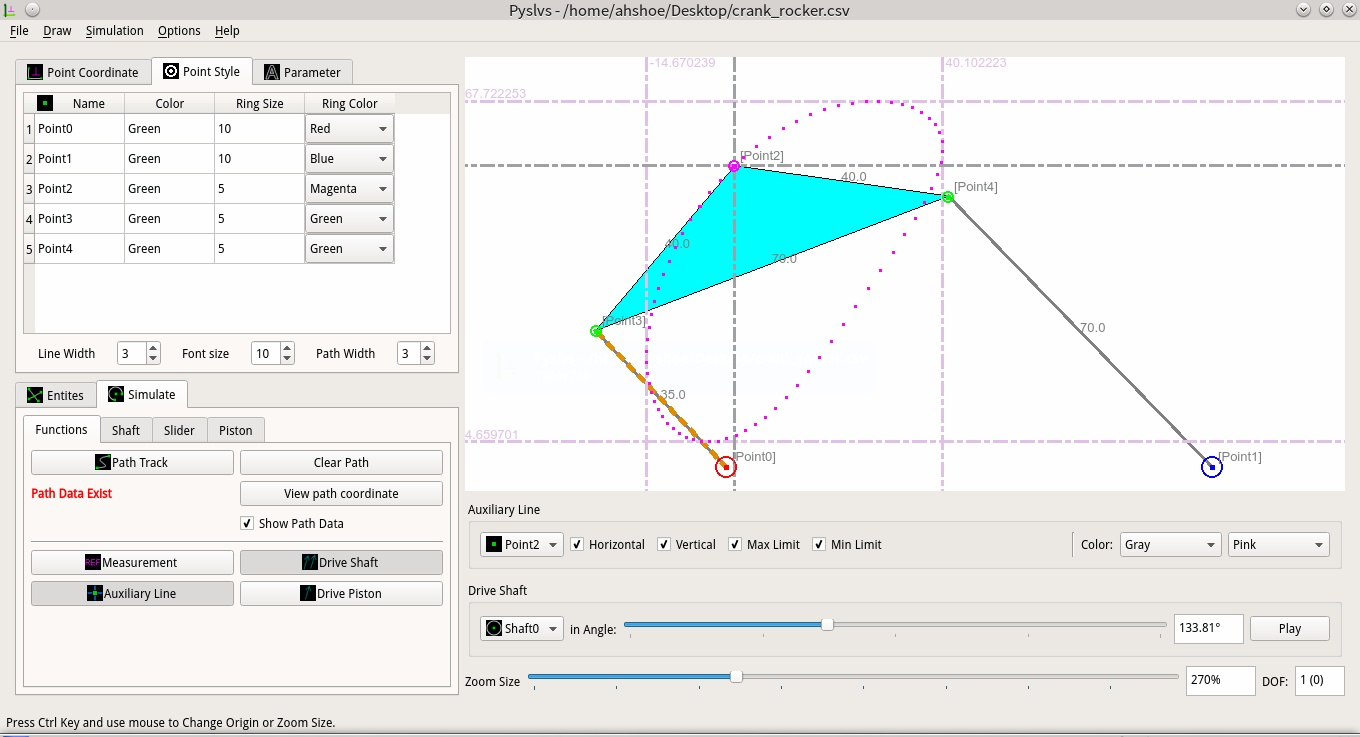 Pyslvs - /home/ahshoe/Desktop/crank_rocker.csv
File Draw Simulation Options Help
Point Coordinate Point Style Parameter
Name Color Ring Size Ring Color
1 Point0 Green 10 Red
2 Point1 Green 10 Blue
3 Point2 Green 5 Magenta
4 Point3 Green 5 Green
5 Point4 Green 5 Green
Line Width 3 Font size 10 Path Width 3
Entites Simulate
Functions Shaft Slider Piston
Path Track Clear Path
Path Data Exist View path coordinate
Show Path Data
REF Measurement Drive Shaft
Auxiliary Line Drive Piston
-14.670239 40.102223
67.722253
[Point2]
40.0
[Point4]
40.0
70.0
[Point3]
70.0
35.0
4.659701
[Point0]
[Point1]
Auxiliary Line
Point2 Horizontal Vertical Max Limit Min Limit Color: Gray Pink
Drive Shaft
Shaft0 in Angle: 133.81° Play
Zoom Size 270% DOF: 1 (0)
Press Ctrl Key and use mouse to Change Origin or Zoom Size.